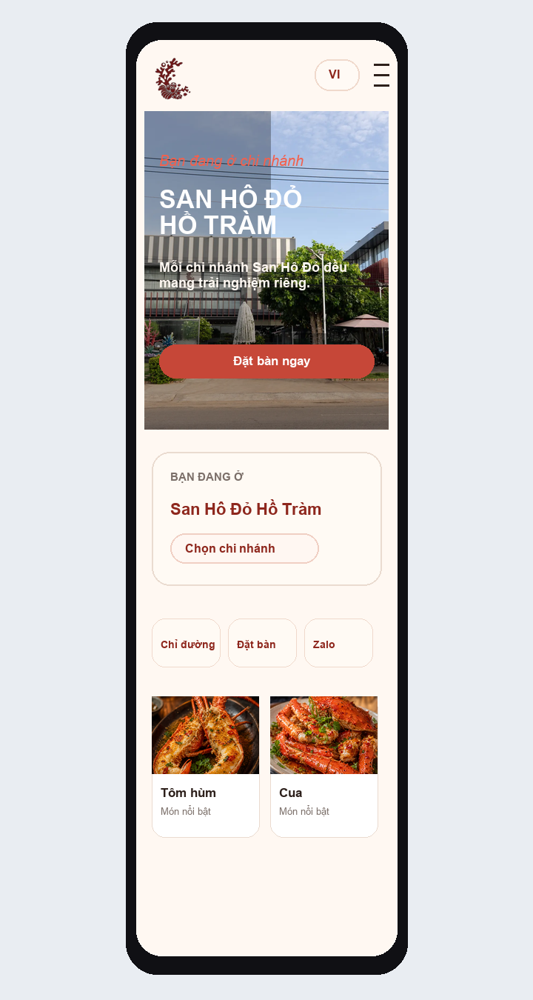 VI
Bạn đang ở chi nhánh
SAN HÔ ĐỎ
HỒ TRÀM
Mỗi chi nhánh San Hô Đỏ đều
mang trải nghiệm riêng.
Đặt bàn ngay
BẠN ĐANG Ở
San Hô Đỏ Hồ Tràm
Chọn chi nhánh
Chỉ đường
Đặt bàn
Zalo
Tôm hùm
Cua
Món nổi bật
Món nổi bật